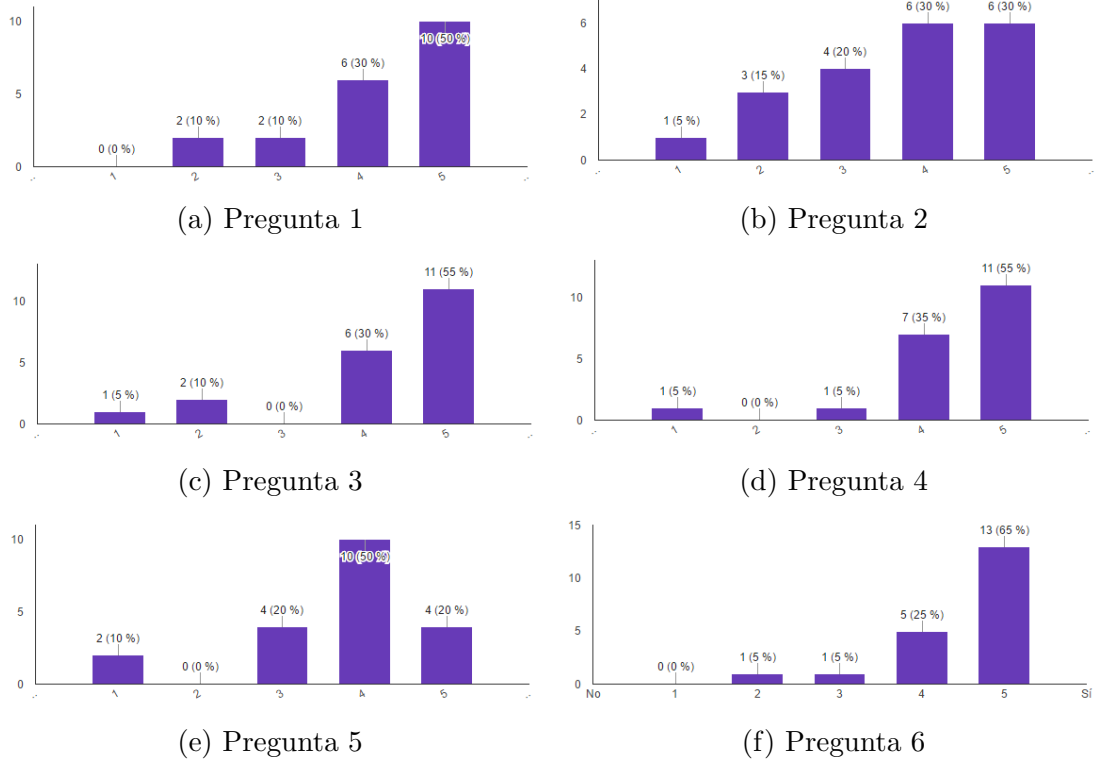 10
5
0
0 (0 %)
2 (10 %)
2 (10 %)
6 (30 %)
10 (50 %)
..
1
2
3
4
5
..
(a) Pregunta 1
6
4
2
0
1 (5 %)
3 (15 %)
4 (20 %)
6 (30 %)
6 (30 %)
..
1
2
3
4
5
..
(b) Pregunta 2
10
5
0
1 (5 %)
2 (10 %)
0 (0 %)
6 (30 %)
11 (55 %)
..
1
2
3
4
5
..
(c) Pregunta 3
10
5
0
1 (5 %)
0 (0 %)
1 (5 %)
7 (35 %)
11 (55 %)
..
1
2
3
4
5
..
(d) Pregunta 4
10
5
0
2 (10 %)
0 (0 %)
4 (20 %)
10 (50 %)
4 (20 %)
..
1
2
3
4
5
..
(e) Pregunta 5
15
10
5
0
0 (0 %)
1 (5 %)
1 (5 %)
5 (25 %)
13 (65 %)
No
1
2
3
4
5
Sí
(f) Pregunta 6